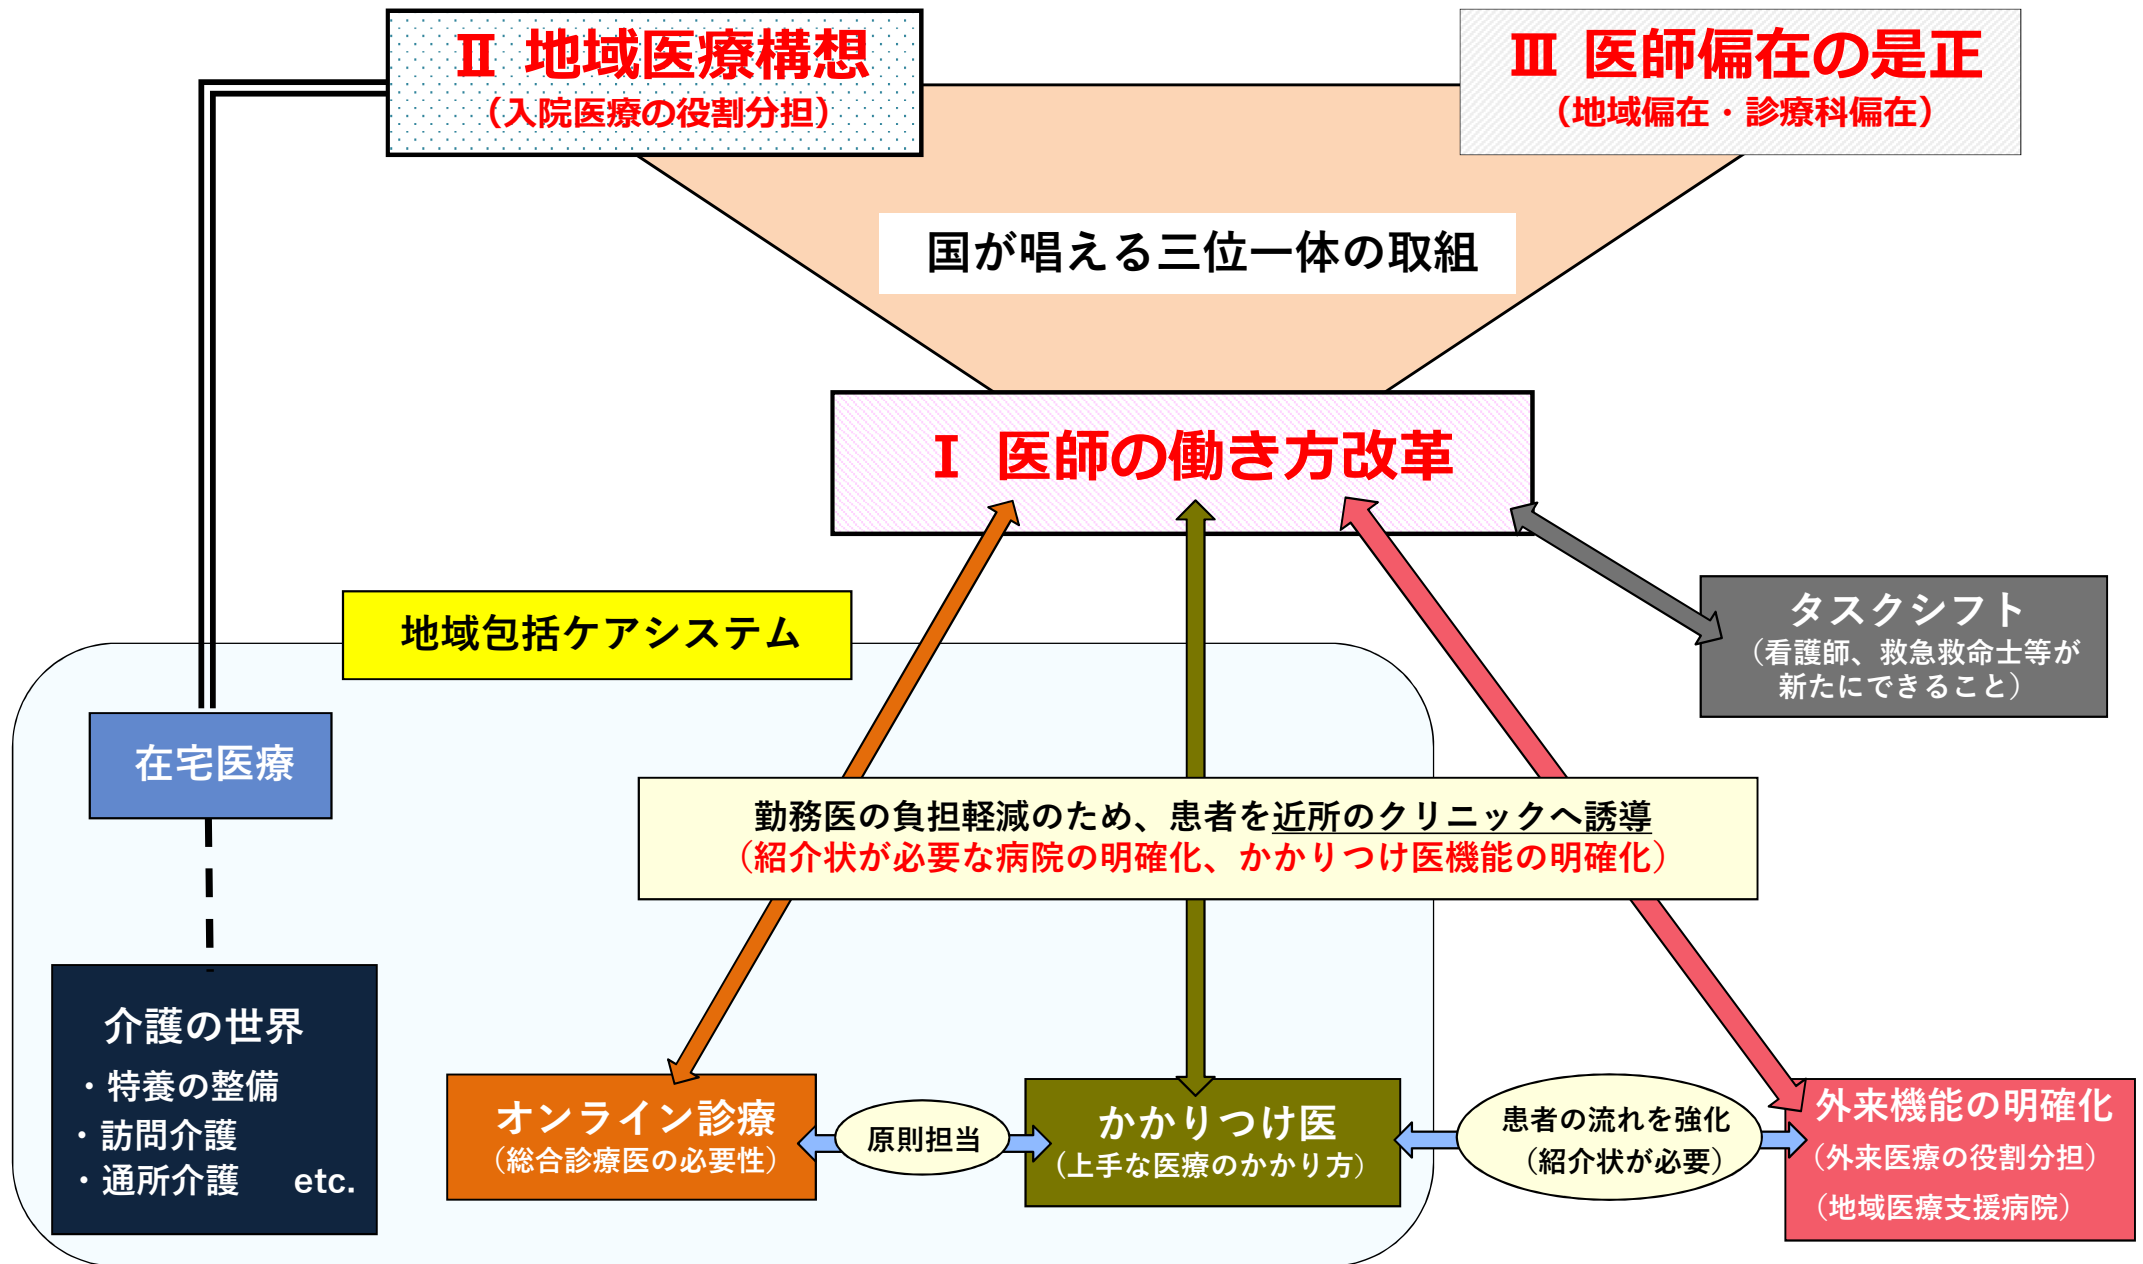 Ⅱ 地域医療構想
（入院医療の役割分担）
Ⅲ 医師偏在の是正
（地域偏在・診療科偏在）
国が唱える三位一体の取組
Ⅰ 医師の働き方改革
地域包括ケアシステム
タスクシフト
（看護師、救急救命士等が
新たにできること）
在宅医療
勤務医の負担軽減のため、患者を近所のクリニックへ誘導
（紹介状が必要な病院の明確化、かかりつけ医機能の明確化）
介護の世界
・特養の整備
・訪問介護
・通所介護 etc.
オンライン診療
（総合診療医の必要性）
原則担当
かかりつけ医
（上手な医療のかかり方）
患者の流れを強化
（紹介状が必要）
外来機能の明確化
（外来医療の役割分担）
（地域医療支援病院）